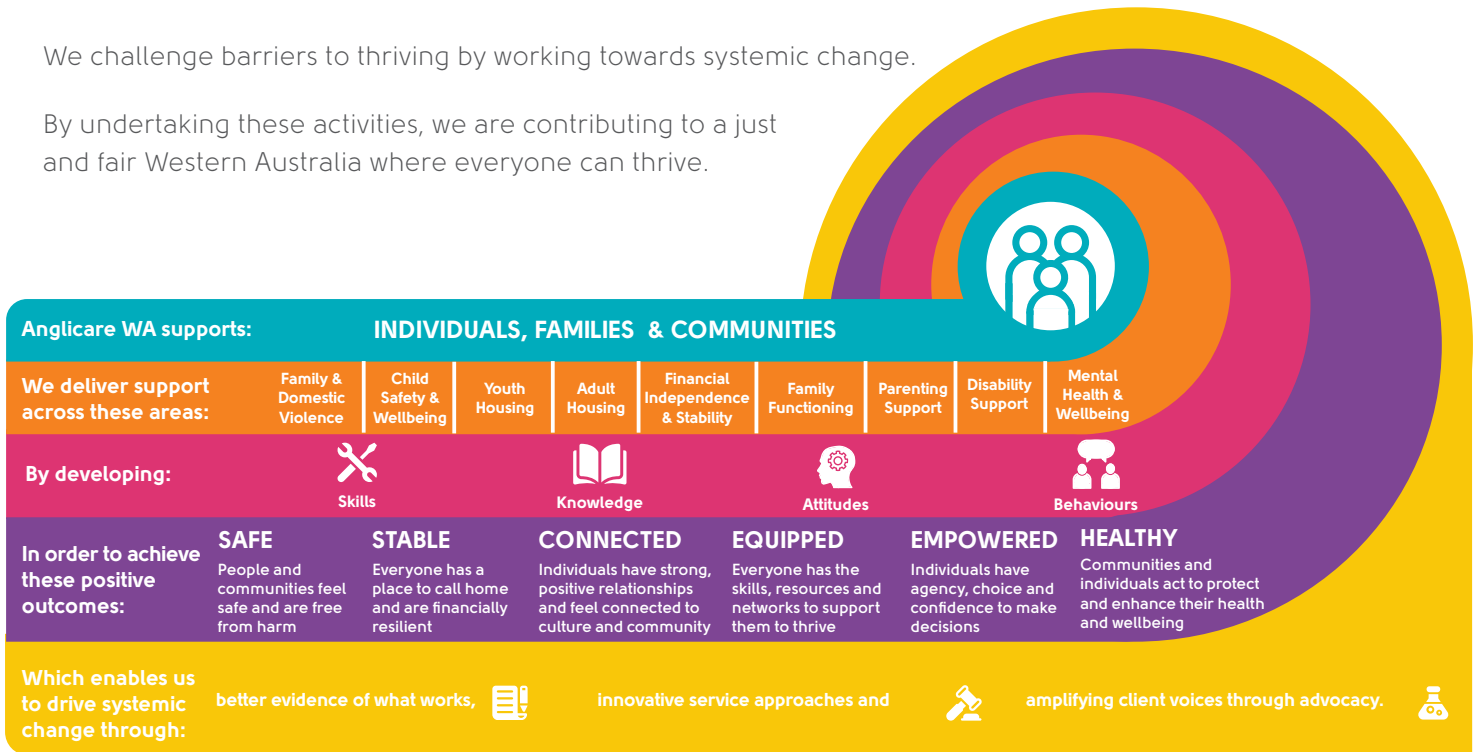 We challenge barriers to thriving by working towards systemic change.
By undertaking these activities, we are contributing to a just
and fair Western Australia where everyone can thrive.
Anglicare WA supports:
INDIVIDUALS, FAMILIES & COMMUNITIES
We deliver support
across these areas:
Family &
Domestic
Violence
Child
Safety &
Wellbeing
Youth
Housing
Adult
Housing
Financial
Independence
& Stability
Family
Functioning
Parenting
Support
Disability
Support
Mental
Health &
Wellbeing
By developing:
Skills
Knowledge
Attitudes
Behaviours
In order to achieve
these positive
outcomes:
SAFE
People and
communities feel
safe and are free
from harm
STABLE
Everyone has a
place to call home
and are financially
resilient
CONNECTED
Individuals have strong,
positive relationships
and feel connected to
culture and community
EQUIPPED
Everyone has the
skills, resources and
networks to support
them to thrive
EMPOWERED
Individuals have
agency, choice and
confidence to make
decisions
HEALTHY
Communities and
individuals act to protect
and enhance their health
and wellbeing
Which enables us
to drive systemic
change through:
better evidence of what works,
innovative service approaches and
amplifying client voices through advocacy.